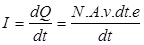 I = dQ/dt = N.A.v.dt.e/dt